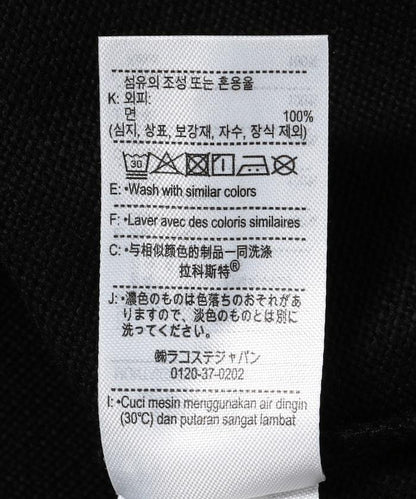 섬유의 조성 또는 혼용율
K: 외피:
면 100%
(심지, 상표, 보강재, 자수, 장식 제외)
30
E: •Wash with similar colors
F: •Laver avec des coloris similaires
C: •与相似颜色的制品一同洗涤
拉科斯特®
J: •濃色のものは色落ちのおそれがあ
りますので、淡色のものとは別に
洗ってください。
㈱ラコステジャパン
0120-37-0202
I: •Cuci mesin menggunakan air dingin
(30℃) dan putaran sangat lambat